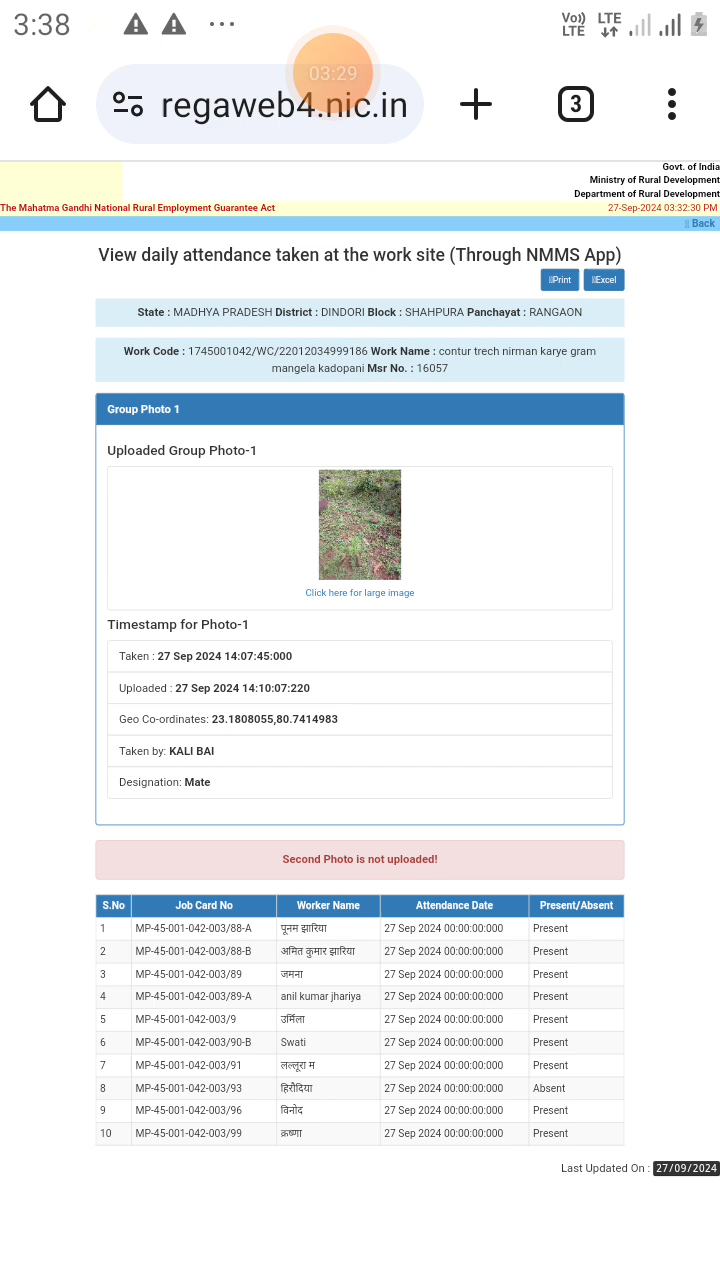 3:38
Vo)) LTE LTE
03:29
regaweb4.nic.in
3
Govt. of India
Ministry of Rural Development
Department of Rural Development
The Mahatma Gandhi National Rural Employment Guarantee Act 27-Sep-2024 03:32:30 PM
Back
View daily attendance taken at the work site (Through NMMS App)
Print Excel
State : MADHYA PRADESH District : DINDORI Block : SHAHPURA Panchayat : RANGAON
Work Code : 1745001042/WC/22012034999186 Work Name : contur trech nirman karye gram
mangela kadopani Msr No. : 16057
Group Photo 1
Uploaded Group Photo-1
Click here for large image
Timestamp for Photo-1
Taken : 27 Sep 2024 14:07:45:000
Uploaded : 27 Sep 2024 14:10:07:220
Geo Co-ordinates: 23.1808055,80.7414983
Taken by: KALI BAI
Designation: Mate
Second Photo is not uploaded!
S.No Job Card No Worker Name Attendance Date Present/Absent
1 MP-45-001-042-003/88-A पूनम झारिया 27 Sep 2024 00:00:00:000 Present
2 MP-45-001-042-003/88-B अमित कुमार झारिया 27 Sep 2024 00:00:00:000 Present
3 MP-45-001-042-003/89 जमना 27 Sep 2024 00:00:00:000 Present
4 MP-45-001-042-003/89-A anil kumar jhariya 27 Sep 2024 00:00:00:000 Present
5 MP-45-001-042-003/9 उर्मिला 27 Sep 2024 00:00:00:000 Present
6 MP-45-001-042-003/90-B Swati 27 Sep 2024 00:00:00:000 Present
7 MP-45-001-042-003/91 लल्लूरा म 27 Sep 2024 00:00:00:000 Present
8 MP-45-001-042-003/93 हिरौदिया 27 Sep 2024 00:00:00:000 Absent
9 MP-45-001-042-003/96 विनोद 27 Sep 2024 00:00:00:000 Present
10 MP-45-001-042-003/99 क्रष्णा 27 Sep 2024 00:00:00:000 Present
Last Updated On : 27/09/2024